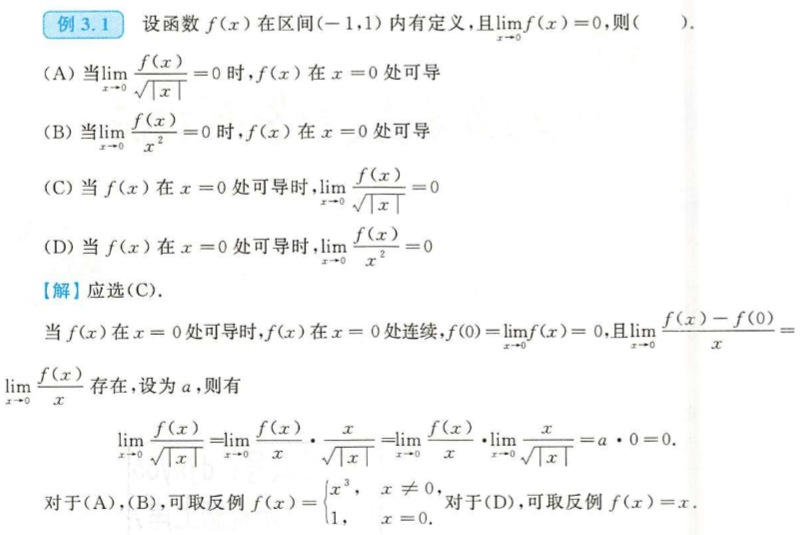 例 3.1 设函数 f(x) 在区间(-1,1) 内有定义,且$\lim_{x \to 0} f(x)=0$,则( ).
(A) 当$\lim_{x \to 0} \frac{f(x)}{\sqrt{|x|}}=0$ 时,f(x) 在 x=0 处可导
(B) 当$\lim_{x \to 0} \frac{f(x)}{x^2}=0$ 时,f(x) 在 x=0 处可导
(C) 当 f(x) 在 x=0 处可导时,$\lim_{x \to 0} \frac{f(x)}{\sqrt{|x|}}=0$
(D) 当 f(x) 在 x=0 处可导时,$\lim_{x \to 0} \frac{f(x)}{x^2}=0$
【解】应选(C).
当 f(x) 在 x=0 处可导时,f(x) 在 x=0 处连续,$f(0)=\lim_{x \to 0} f(x)=0$,且$\lim_{x \to 0} \frac{f(x)-f(0)}{x}=$
$\lim_{x \to 0} \frac{f(x)}{x}$ 存在,设为 a,则有
$\lim_{x \to 0} \frac{f(x)}{\sqrt{|x|}}=\lim_{x \to 0} \frac{f(x)}{x} \cdot \frac{x}{\sqrt{|x|}}=\lim_{x \to 0} \frac{f(x)}{x} \cdot \lim_{x \to 0} \frac{x}{\sqrt{|x|}}=a \cdot 0=0.$
对于(A),(B),可取反例 $f(x)=\begin{cases} x^3, & x \neq 0, \\ 1, & x=0. \end{cases}$ 对于(D),可取反例 f(x)=x.